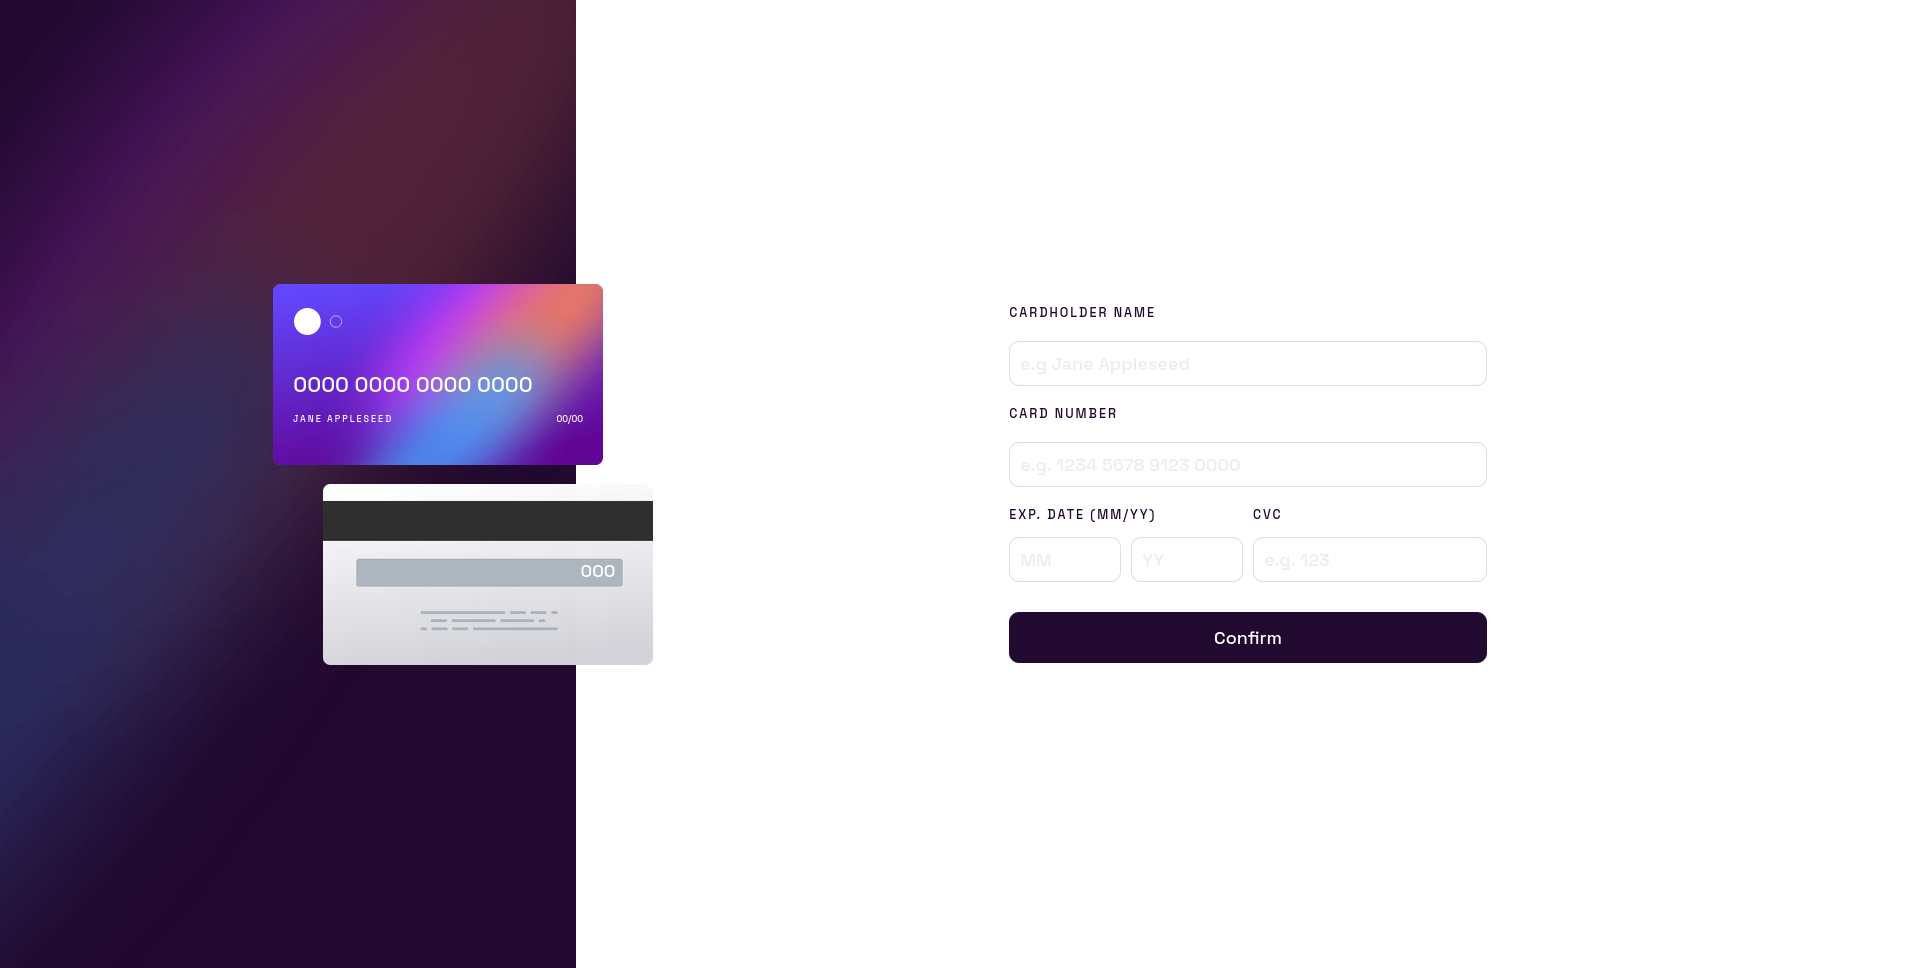 0000 0000 0000 0000
JANE APPLESEED 00/00
000
CARDHOLDER NAME
e.g Jane Appleseed
CARD NUMBER
e.g. 1234 5678 9123 0000
EXP. DATE (MM/YY) CVC
MM YY e.g. 123
Confirm